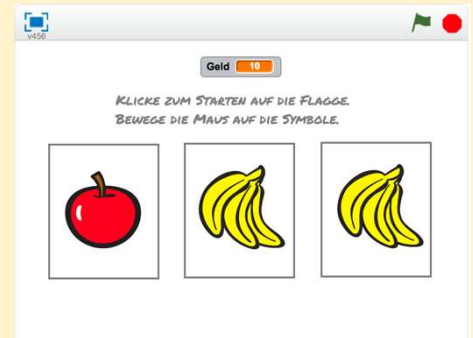 v456
Geld 10
KLICKE ZUM STARTEN AUF DIE FLAGGE.
BEWEGE DIE MAUS AUF DIE SYMBOLE.